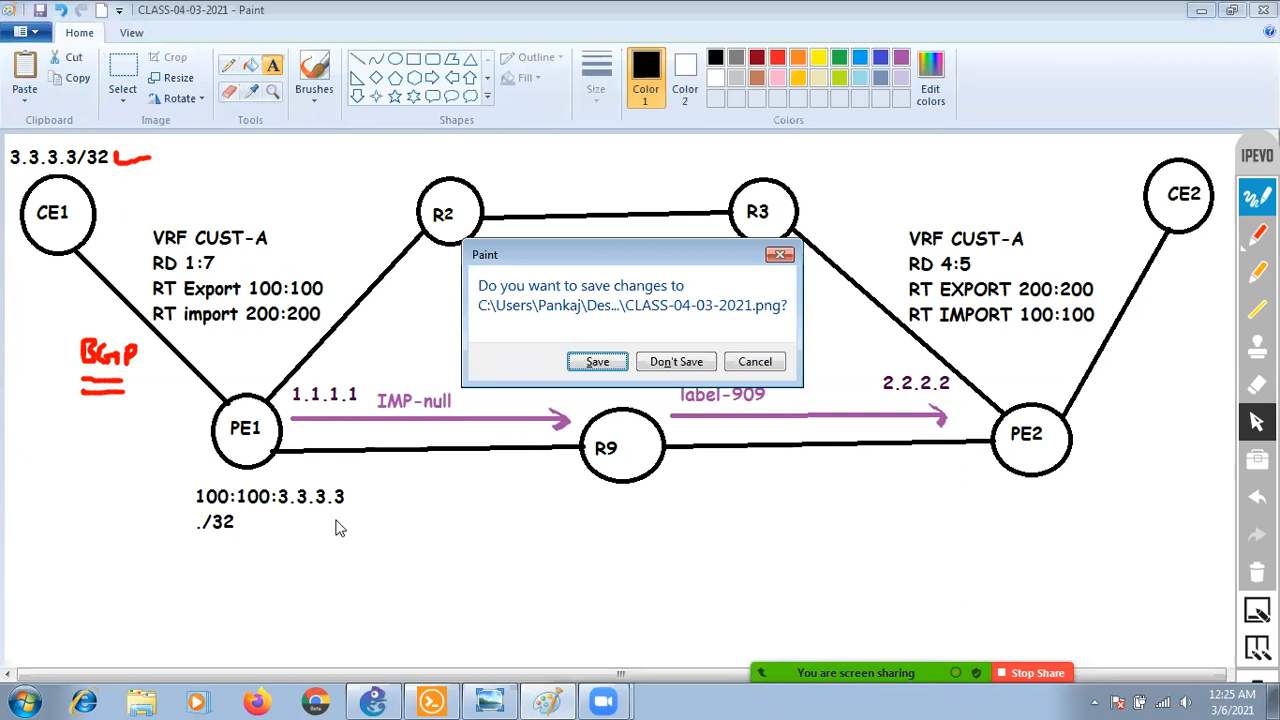 CLASS-04-03-2021 - Paint
Home
View
Paste
Cut
Copy
Clipboard
Select
Crop
Resize
Rotate
Image
A
Tools
Brushes
Outline
Fill
Shapes
Size
Color
1
Color
2
Edit
colors
Colors
3.3.3.3/32
CE1
VRF CUST-A
RD 1:7
RT Export 100:100
RT import 200:200
BGP
R2
R3
CE2
VRF CUST-A
RD 4:5
RT EXPORT 200:200
RT IMPORT 100:100
Paint
Do you want to save changes to
C:\Users\Pankaj\Des...\CLASS-04-03-2021.png?
Save
Don't Save
Cancel
1.1.1.1
IMP-null
label-909
2.2.2.2
PE1
R9
PE2
100:100:3.3.3.3
./32
IPEVO
You are screen sharing
Stop Share
12:25 AM
3/6/2021